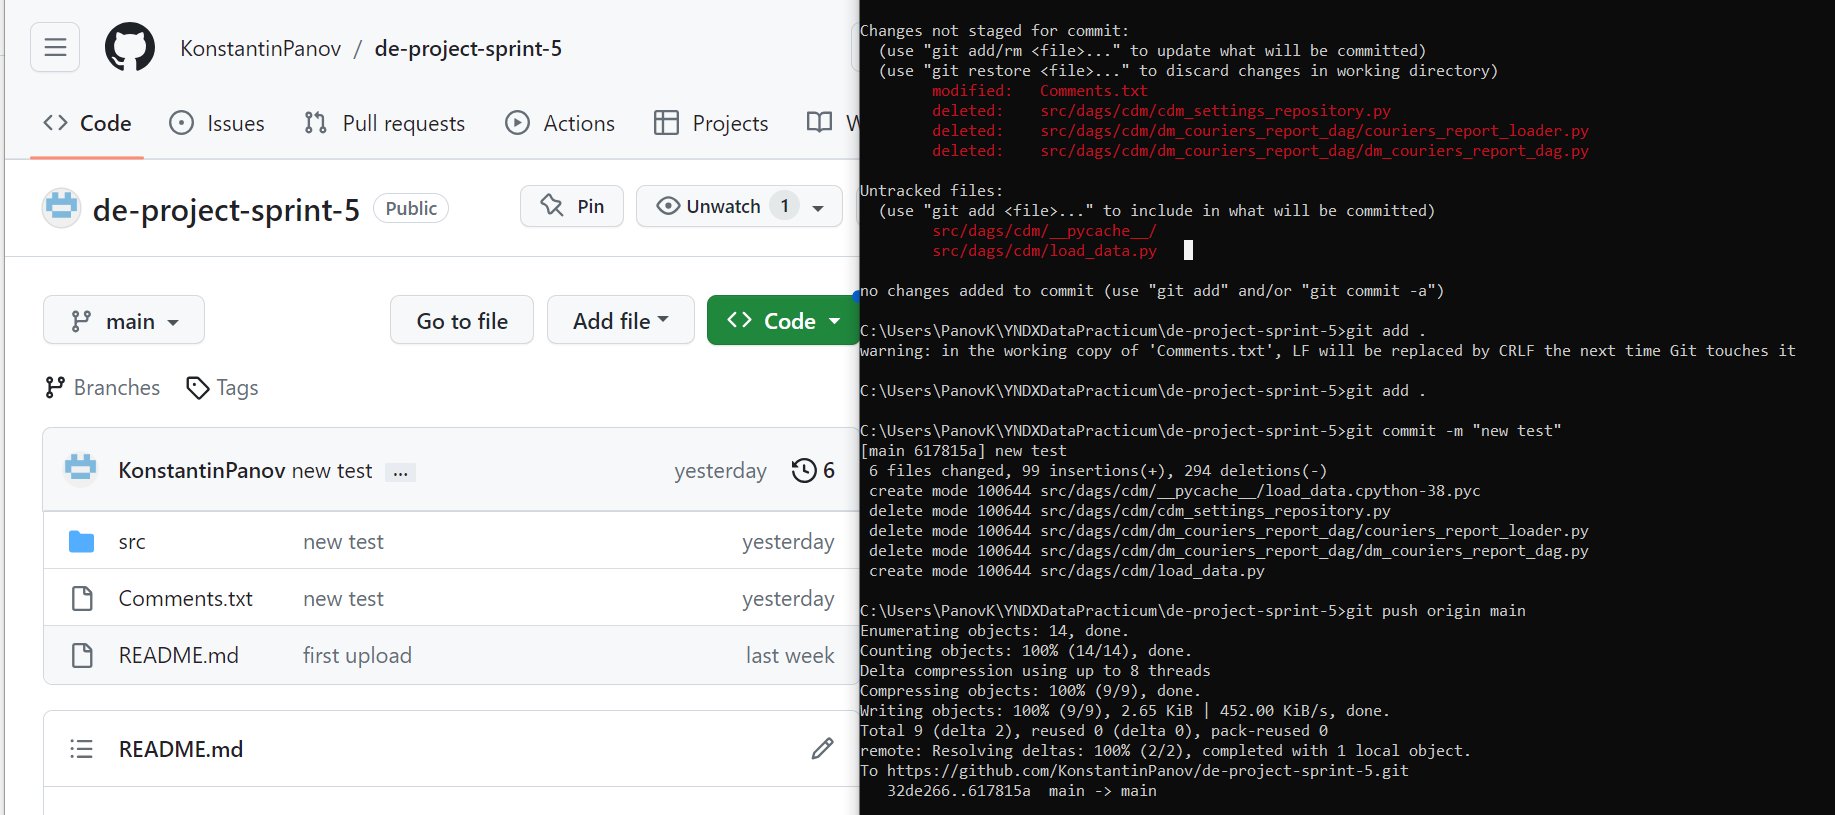 KonstantinPanov / de-project-sprint-5
Code Issues Pull requests Actions Projects
de-project-sprint-5 Public Pin Unwatch 1
main Go to file Add file Code
Branches Tags
KonstantinPanov new test ... yesterday 6
src new test yesterday
Comments.txt new test yesterday
README.md first upload last week
README.md
Changes not staged for commit:
(use "git add/rm <file>..." to update what will be committed)
(use "git restore <file>..." to discard changes in working directory)
modified: Comments.txt
deleted: src/dags/cdm/cdm_settings_repository.py
deleted: src/dags/cdm/dm_couriers_report_dag/couriers_report_loader.py
deleted: src/dags/cdm/dm_couriers_report_dag/dm_couriers_report_dag.py
Untracked files:
(use "git add <file>..." to include in what will be committed)
src/dags/cdm/__pycache__/
src/dags/cdm/load_data.py
no changes added to commit (use "git add" and/or "git commit -a")
C:\Users\PanovK\YNDXDataPracticum\de-project-sprint-5>git add .
warning: in the working copy of 'Comments.txt', LF will be replaced by CRLF the next time Git touches it
C:\Users\PanovK\YNDXDataPracticum\de-project-sprint-5>git add .
C:\Users\PanovK\YNDXDataPracticum\de-project-sprint-5>git commit -m "new test"
[main 617815a] new test
6 files changed, 99 insertions(+), 294 deletions(-)
create mode 100644 src/dags/cdm/__pycache__/load_data.cpython-38.pyc
delete mode 100644 src/dags/cdm/cdm_settings_repository.py
delete mode 100644 src/dags/cdm/dm_couriers_report_dag/couriers_report_loader.py
delete mode 100644 src/dags/cdm/dm_couriers_report_dag/dm_couriers_report_dag.py
create mode 100644 src/dags/cdm/load_data.py
C:\Users\PanovK\YNDXDataPracticum\de-project-sprint-5>git push origin main
Enumerating objects: 14, done.
Counting objects: 100% (14/14), done.
Delta compression using up to 8 threads
Compressing objects: 100% (9/9), done.
Writing objects: 100% (9/9), 2.65 KiB | 452.00 KiB/s, done.
Total 9 (delta 2), reused 0 (delta 0), pack-reused 0
remote: Resolving deltas: 100% (2/2), completed with 1 local object.
To https://github.com/KonstantinPanov/de-project-sprint-5.git
32de266..617815a main -> main